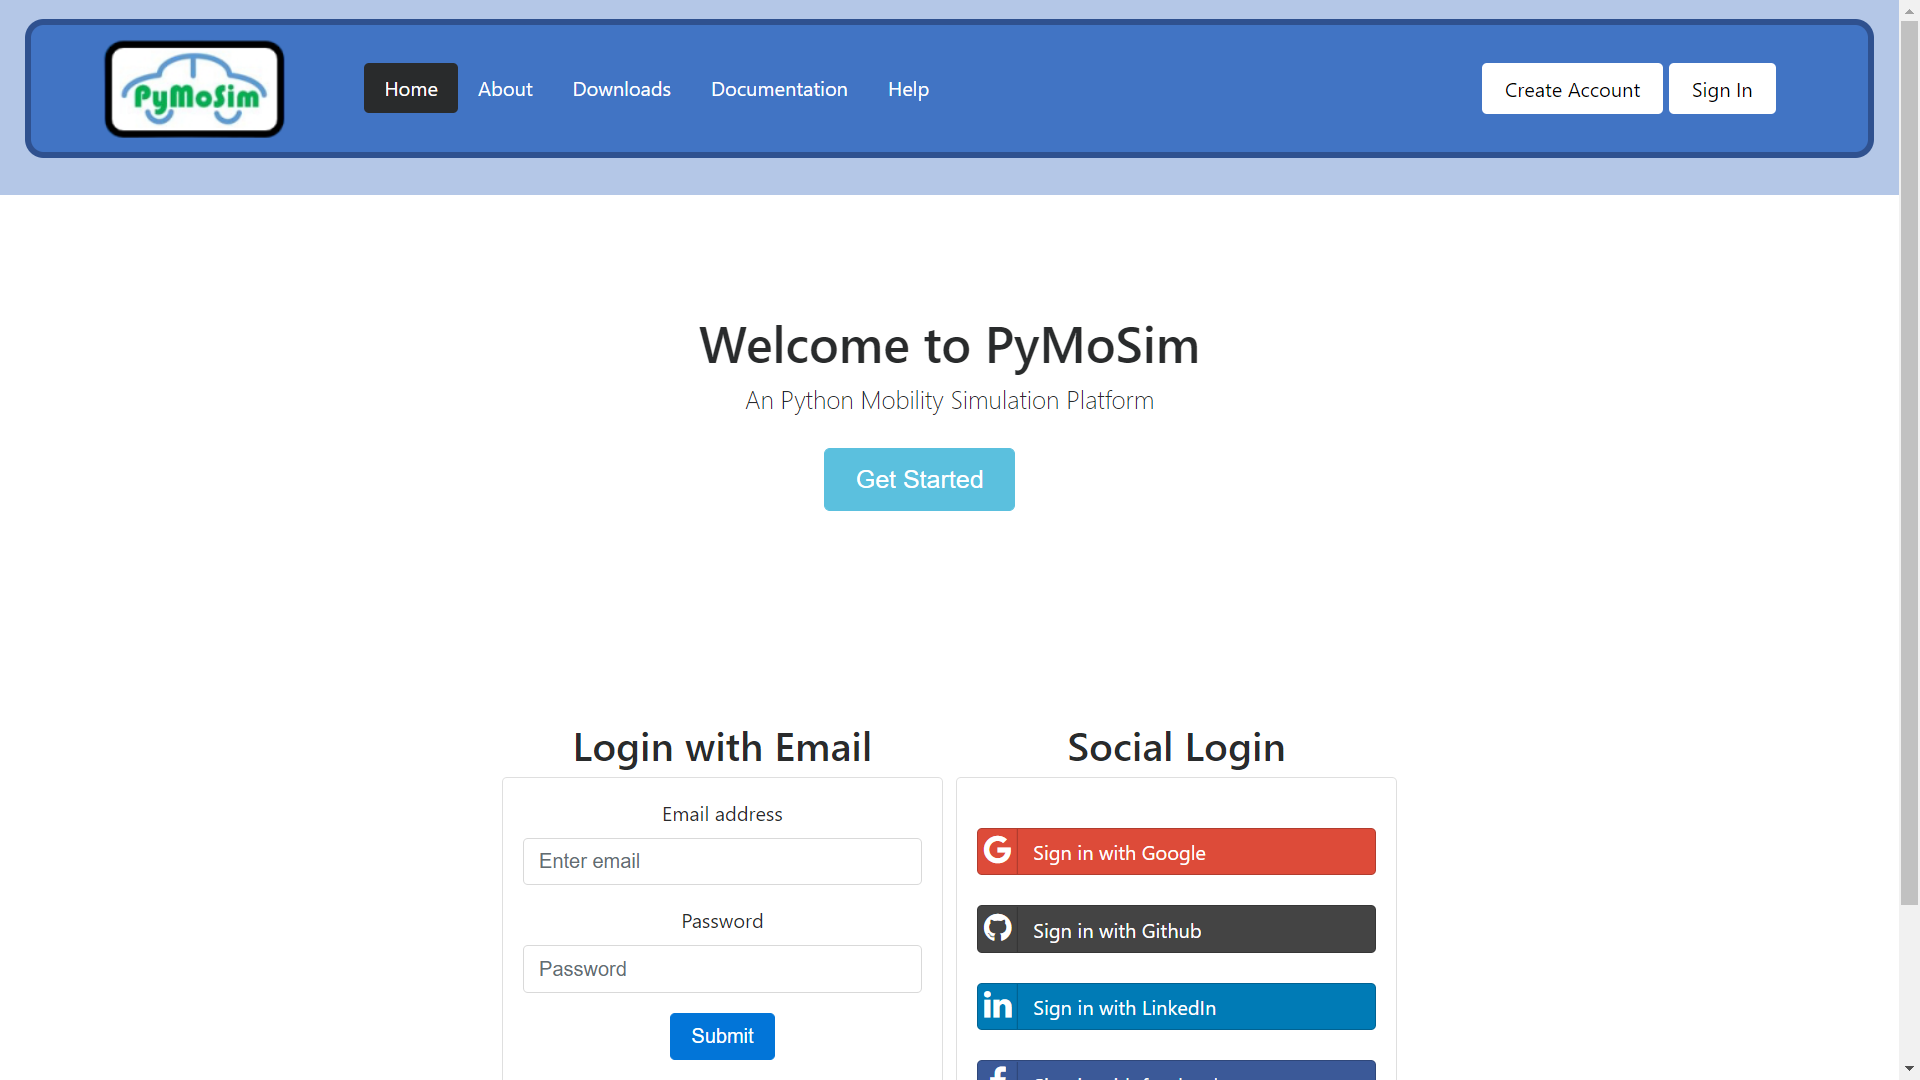 PyMoSim
Home
About
Downloads
Documentation
Help
Create Account
Sign In
Welcome to PyMoSim
An Python Mobility Simulation Platform
Get Started
Login with Email
Email address
Enter email
Password
Password
Submit
Social Login
Sign in with Google
Sign in with Github
Sign in with LinkedIn